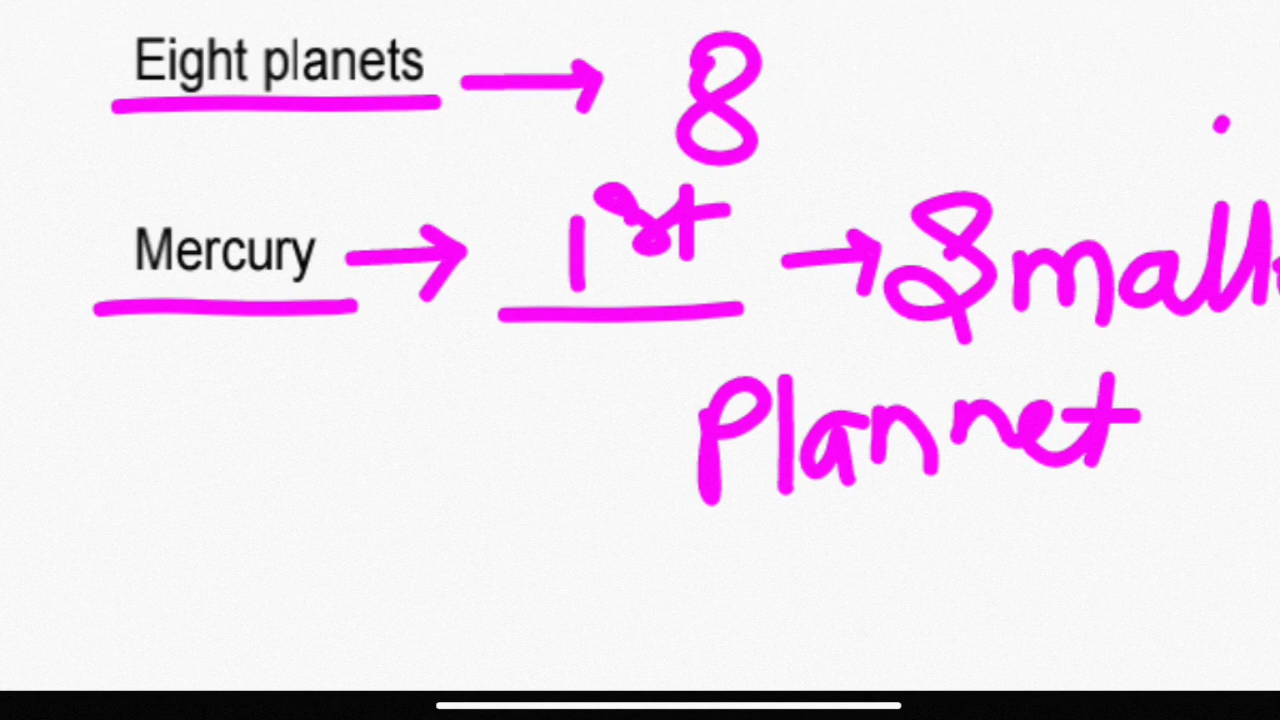 Eight planets → 8
Mercury → 1st → Small
Plannet